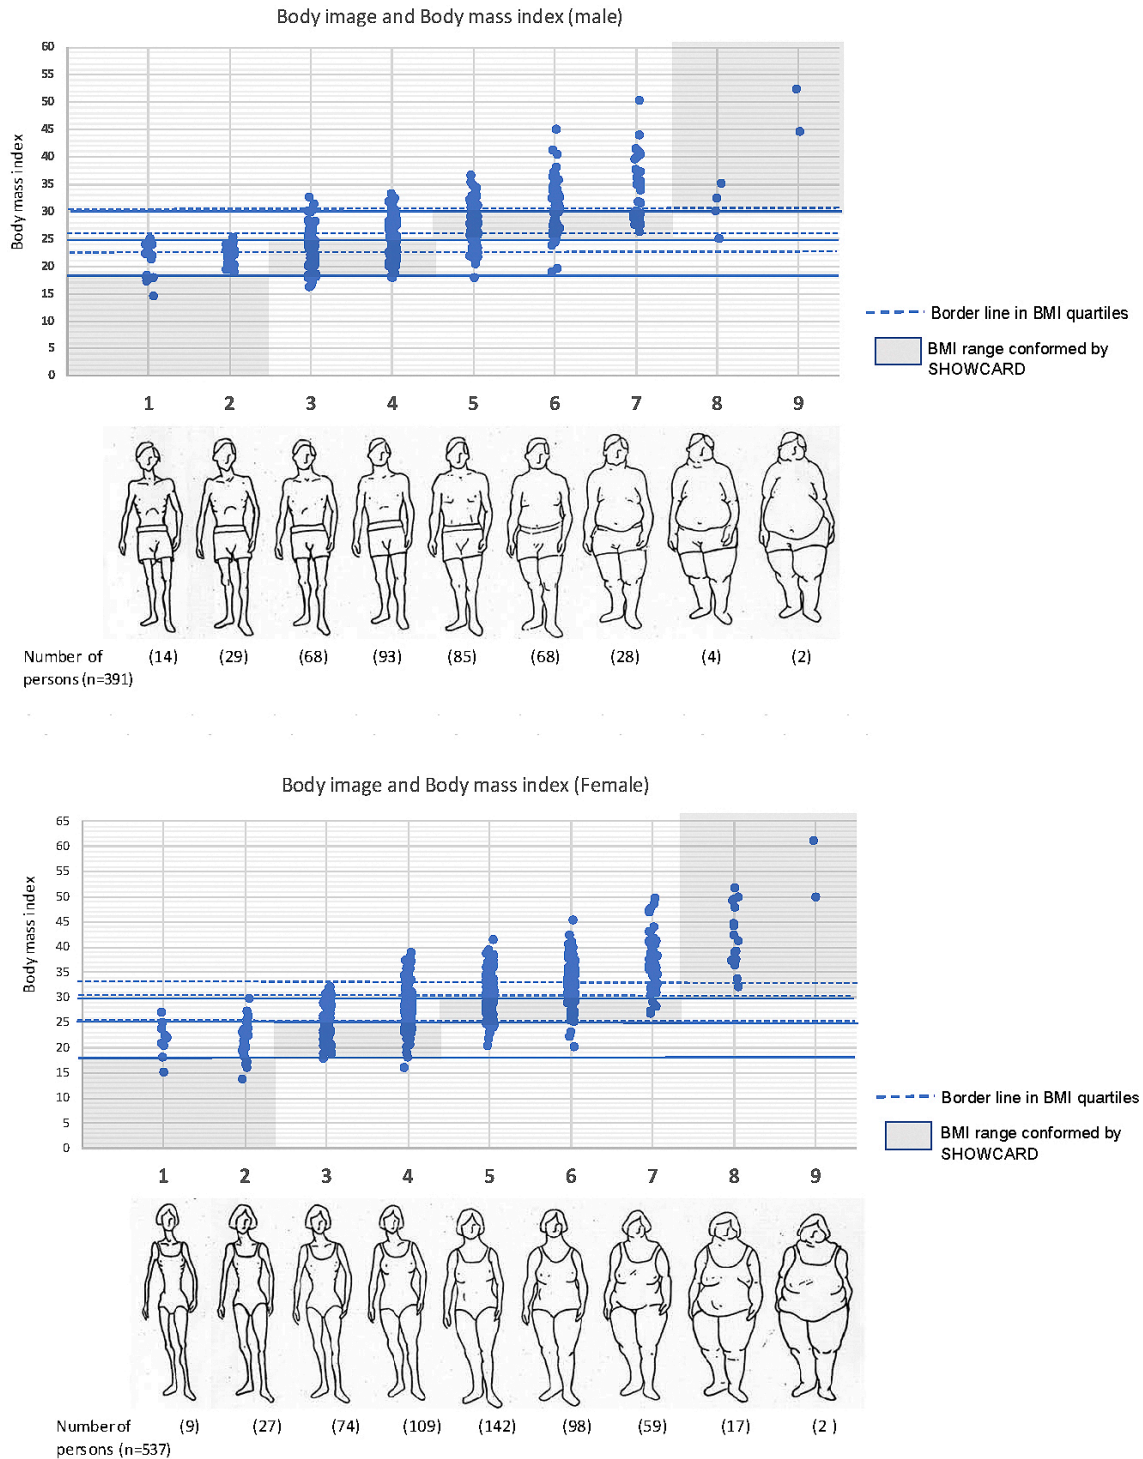 Body image and Body mass index (male)
Body mass index
60
55
50
45
40
35
30
25
20
15
10
5
0
1 2 3 4 5 6 7 8 9
Border line in BMI quartiles
BMI range conformed by
SHOWCARD
Number of (14) (29) (68) (93) (85) (68) (28) (4) (2)
persons (n=391)
Body image and Body mass index (Female)
Body mass index
65
60
55
50
45
40
35
30
25
20
15
10
5
0
1 2 3 4 5 6 7 8 9
Border line in BMI quartiles
BMI range conformed by
SHOWCARD
Number of (9) (27) (74) (109) (142) (98) (59) (17) (2 )
persons (n=537)